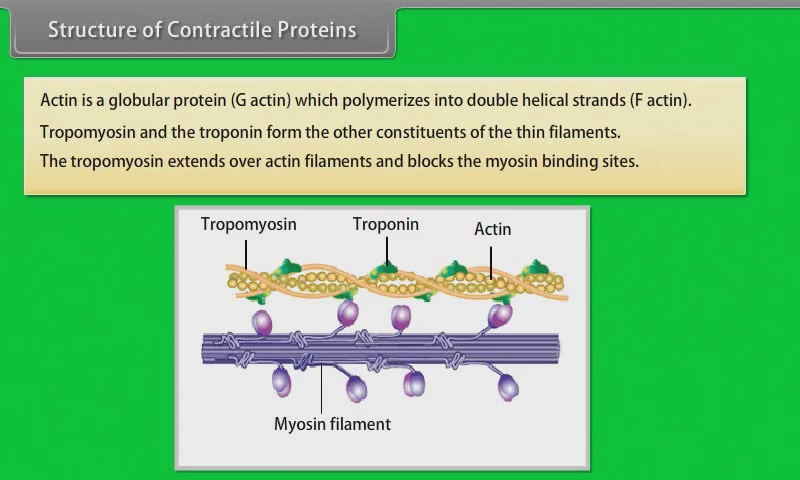 Structure of Contractile Proteins
Actin is a globular protein (G actin) which polymerizes into double helical strands (F actin).
Tropomyosin and the troponin form the other constituents of the thin filaments.
The tropomyosin extends over actin filaments and blocks the myosin binding sites.
Tropomyosin
Troponin
Actin
Myosin filament